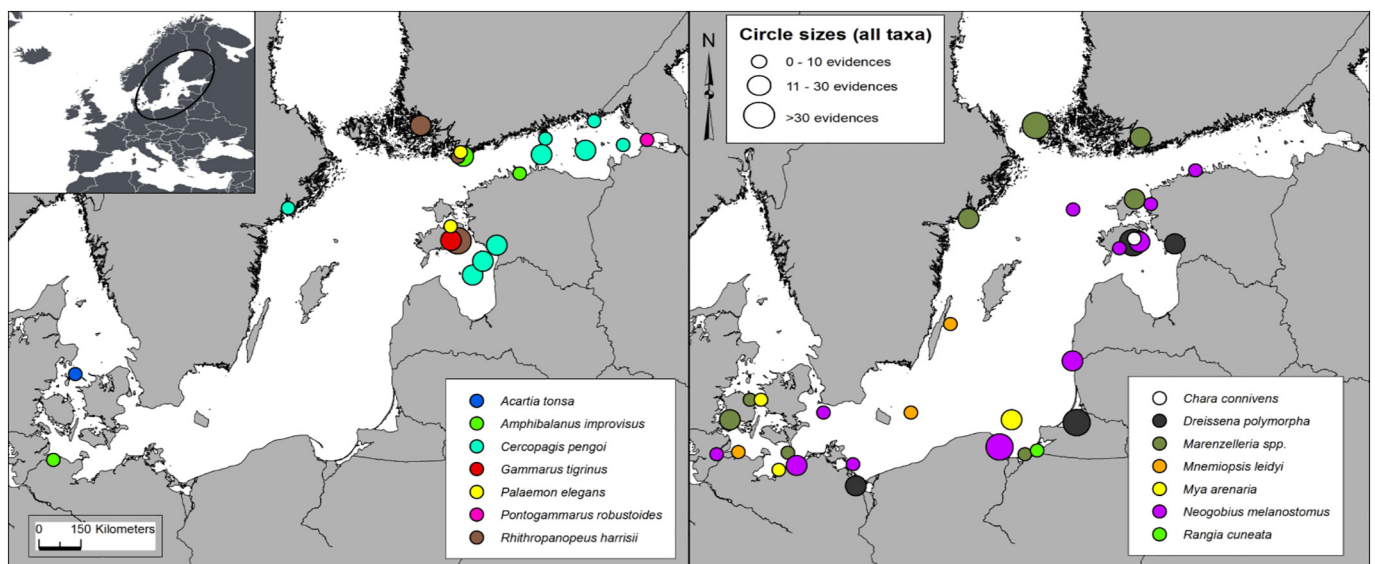 N
Circle sizes (all taxa)
0 - 10 evidences
11 - 30 evidences
>30 evidences
Acartia tonsa
Amphibalanus improvisus
Cercopagis pengoi
Gammarus tigrinus
Palaemon elegans
Pontogammarus robustoides
Rhithropanopeus harrisii
0 150 Kilometers
Chara connivens
Dreissena polymorpha
Marenzelleria spp.
Mnemiopsis leidyi
Mya arenaria
Neogobius melanostomus
Rangia cuneata